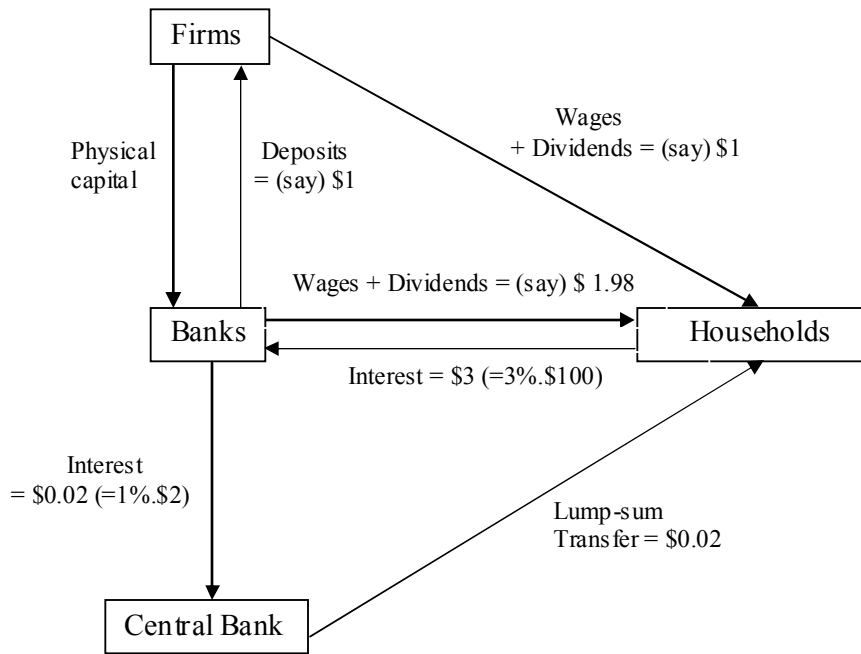 Firms
Wages
+ Dividends = (say) $1
Physical
capital
Deposits
= (say) $1
Wages + Dividends = (say) $ 1.98
Banks
Households
Interest = $3 (=3%.$100)
Interest
= $0.02 (=1%.$2)
Lump-sum
Transfer = $0.02
Central Bank